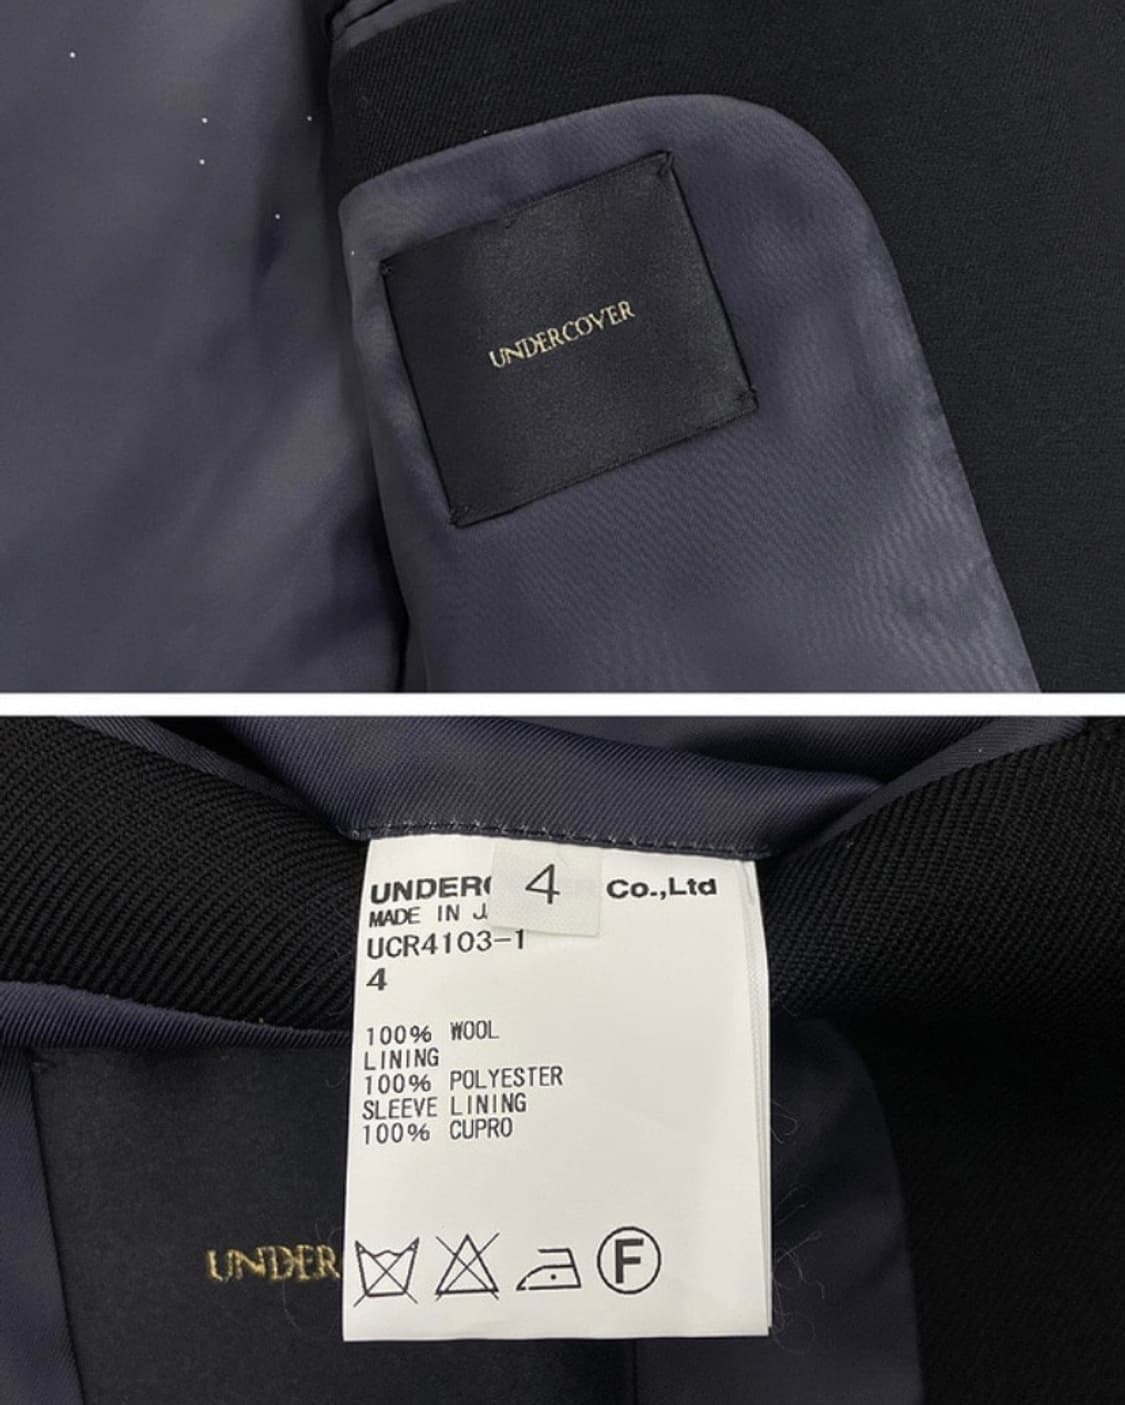 UNDERCOVER
4
UNDERC Co.,Ltd
MADE IN J
UCR4103-1
4
100% WOOL
LINING
100% POLYESTER
SLEEVE LINING
100% CUPRO
UNDER
F